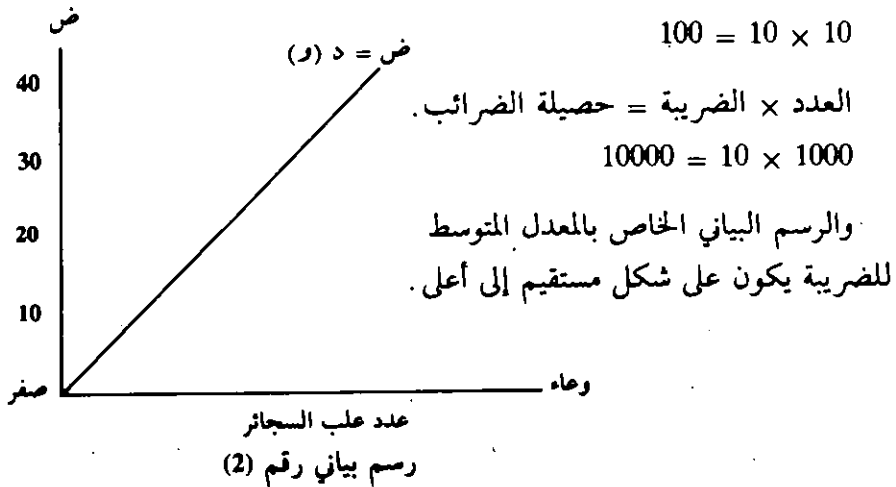 10 × 10 = 100
العدد × الضريبة = حصيلة الضرائب.
1000 × 10 = 10000
والرسم البياني الخاص بالمعدل المتوسط
للضريبة يكون على شكل مستقيم إلى أعلى.
ض
ض = د (و)
40
30
20
10
صفر
وعاء
عدد علب السجائر
رسم بياني رقم (2)